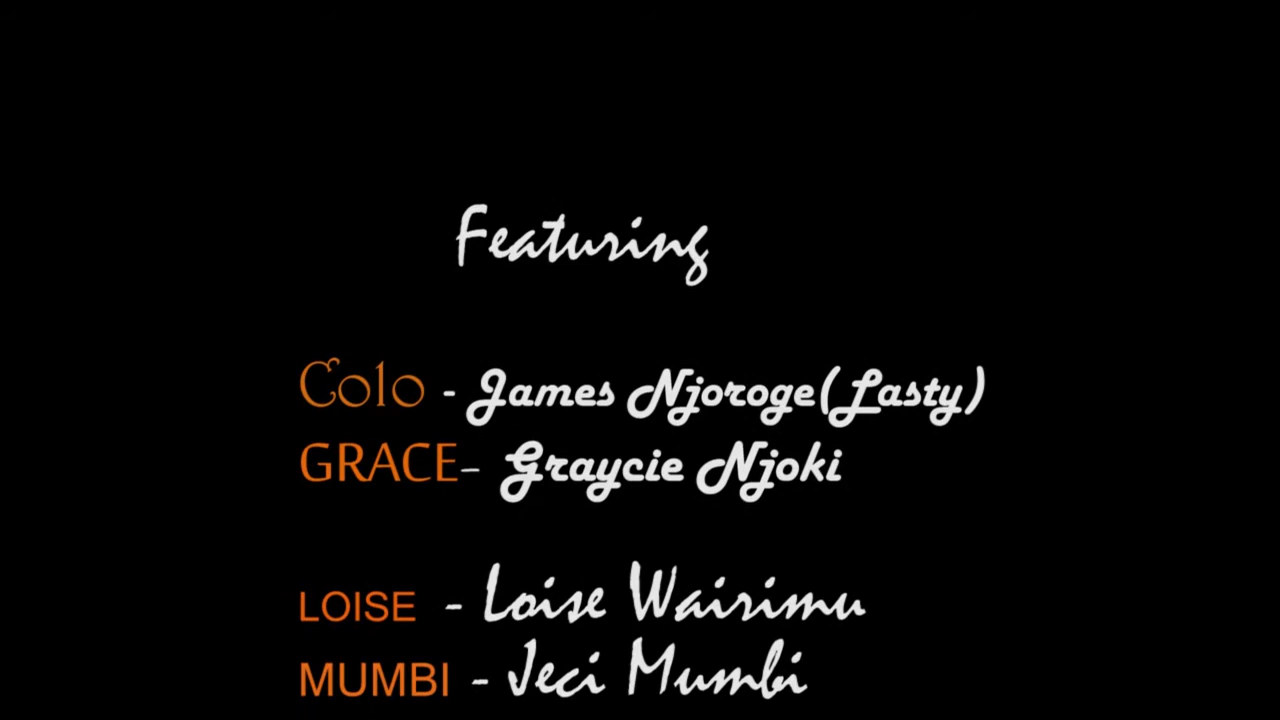 Featuring
Colo - James Njoroge(Lasty)
GRACE- Graycie Njoki
LOISE - Loise Wairimu
MUMBI - Jeci Mumbi